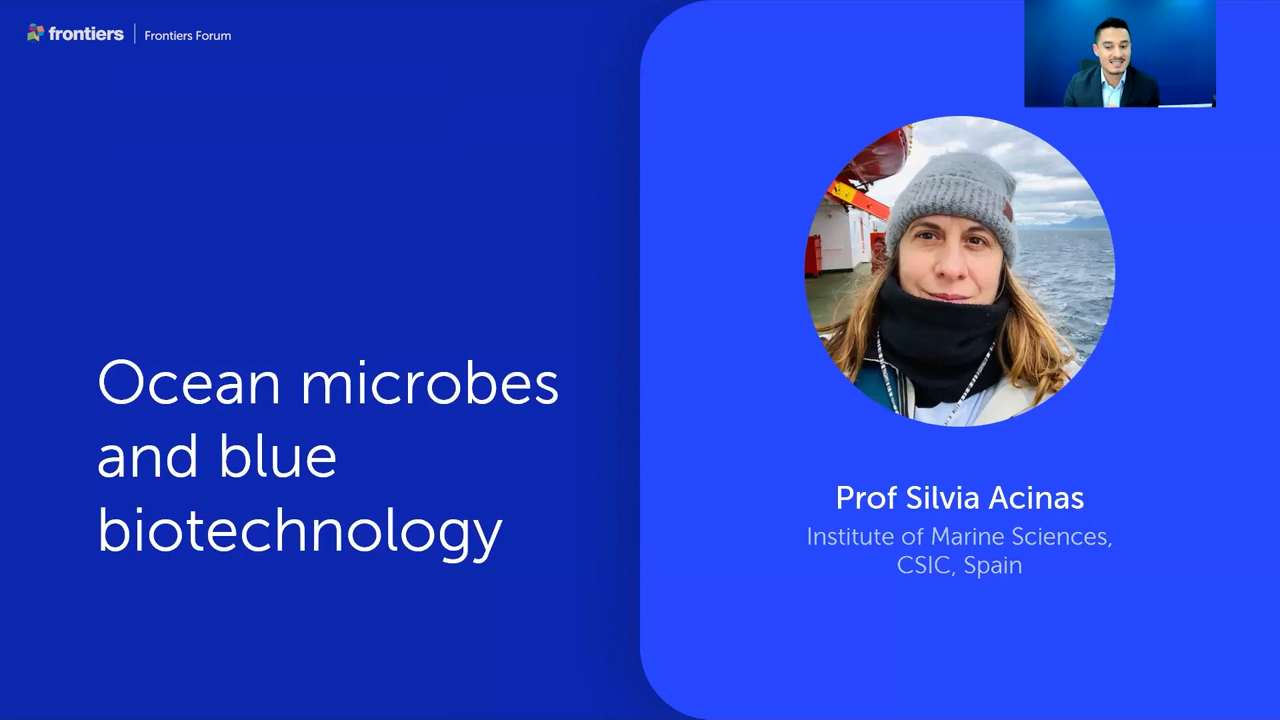 frontiers
Frontiers Forum
Ocean microbes
and blue
biotechnology
Prof Silvia Acinas
Institute of Marine Sciences,
CSIC, Spain